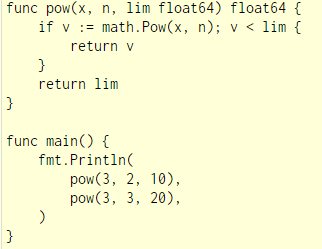 func pow(x, n, lim float64) float64 {
    if v := math.Pow(x, n); v < lim {
        return v
    }
    return lim
}

func main() {
    fmt.Println(
        pow(3, 2, 10),
        pow(3, 3, 20),
    )
}